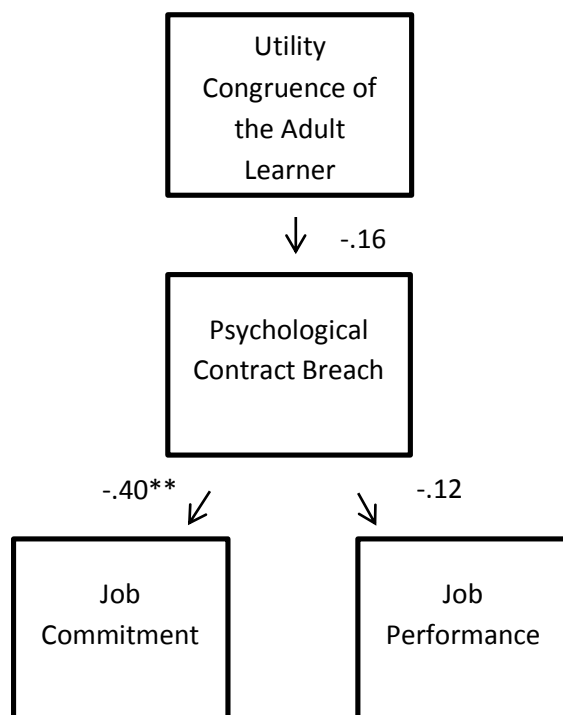 Utility
Congruence of
the Adult
Learner
-.16
Psychological
Contract Breach
-.40**
-.12
Job
Commitment
Job
Performance